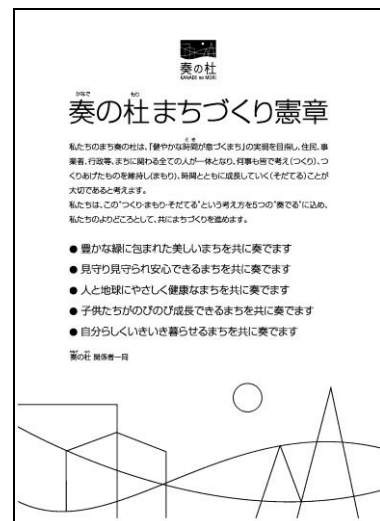 奏の杜
KANADE no MORI
かなで もり
奏の杜まちづくり憲章
とき
私たちのまち奏の杜は、「健やかな時間が息づくまち」の実現を目指し、住民、事
業者、行政等、まちに関わる全ての人が一体となり、何事も皆で考え(つくり)、つ
くりあげたものを維持し(まもり)、時間とともに成長していく(そだてる)ことが
大切であると考えます。
私たちは、この“つくり・まもり・そだてる”という考え方を5つの“奏でる”に込め、
私たちのよりどころとして、共にまちづくりを進めます。
● 豊かな緑に包まれた美しいまちを共に奏でます
● 見守り見守られ安心できるまちを共に奏でます
● 人と地球にやさしく健康なまちを共に奏でます
● 子供たちがのびのび成長できるまちを共に奏でます
● 自分らしくいきいき暮らせるまちを共に奏でます
かなで もり
奏の杜 関係者一同